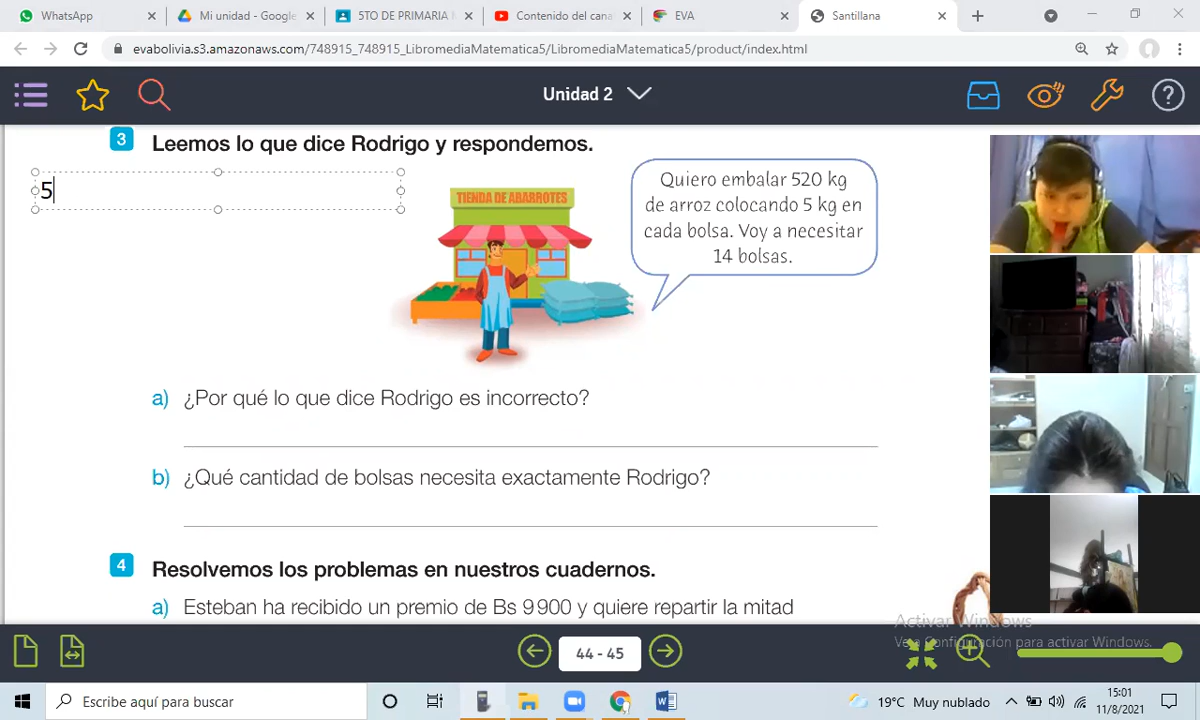 WhatsApp
Mi unidad - Google
5TO DE PRIMARIA M
Contenido del cana
EVA
Santillana
evabolivia.s3.amazonaws.com/748915_748915_LibromediaMatematica5/LibromediaMatematica5/product/index.html
Unidad 2
3 Leemos lo que dice Rodrigo y respondemos.
5
TIENDA DE ABARROTES
Quiero embalar 520 kg
de arroz colocando 5 kg en
cada bolsa. Voy a necesitar
14 bolsas.
a) ¿Por qué lo que dice Rodrigo es incorrecto?
b) ¿Qué cantidad de bolsas necesita exactamente Rodrigo?
4 Resolvemos los problemas en nuestros cuadernos.
a) Esteban ha recibido un premio de Bs 9 900 y quiere repartir la mitad
Activar Windows
Ve a Configuración para activar Windows.
44 - 45
Escribe aquí para buscar
19°C Muy nublado
15:01
11/8/2021